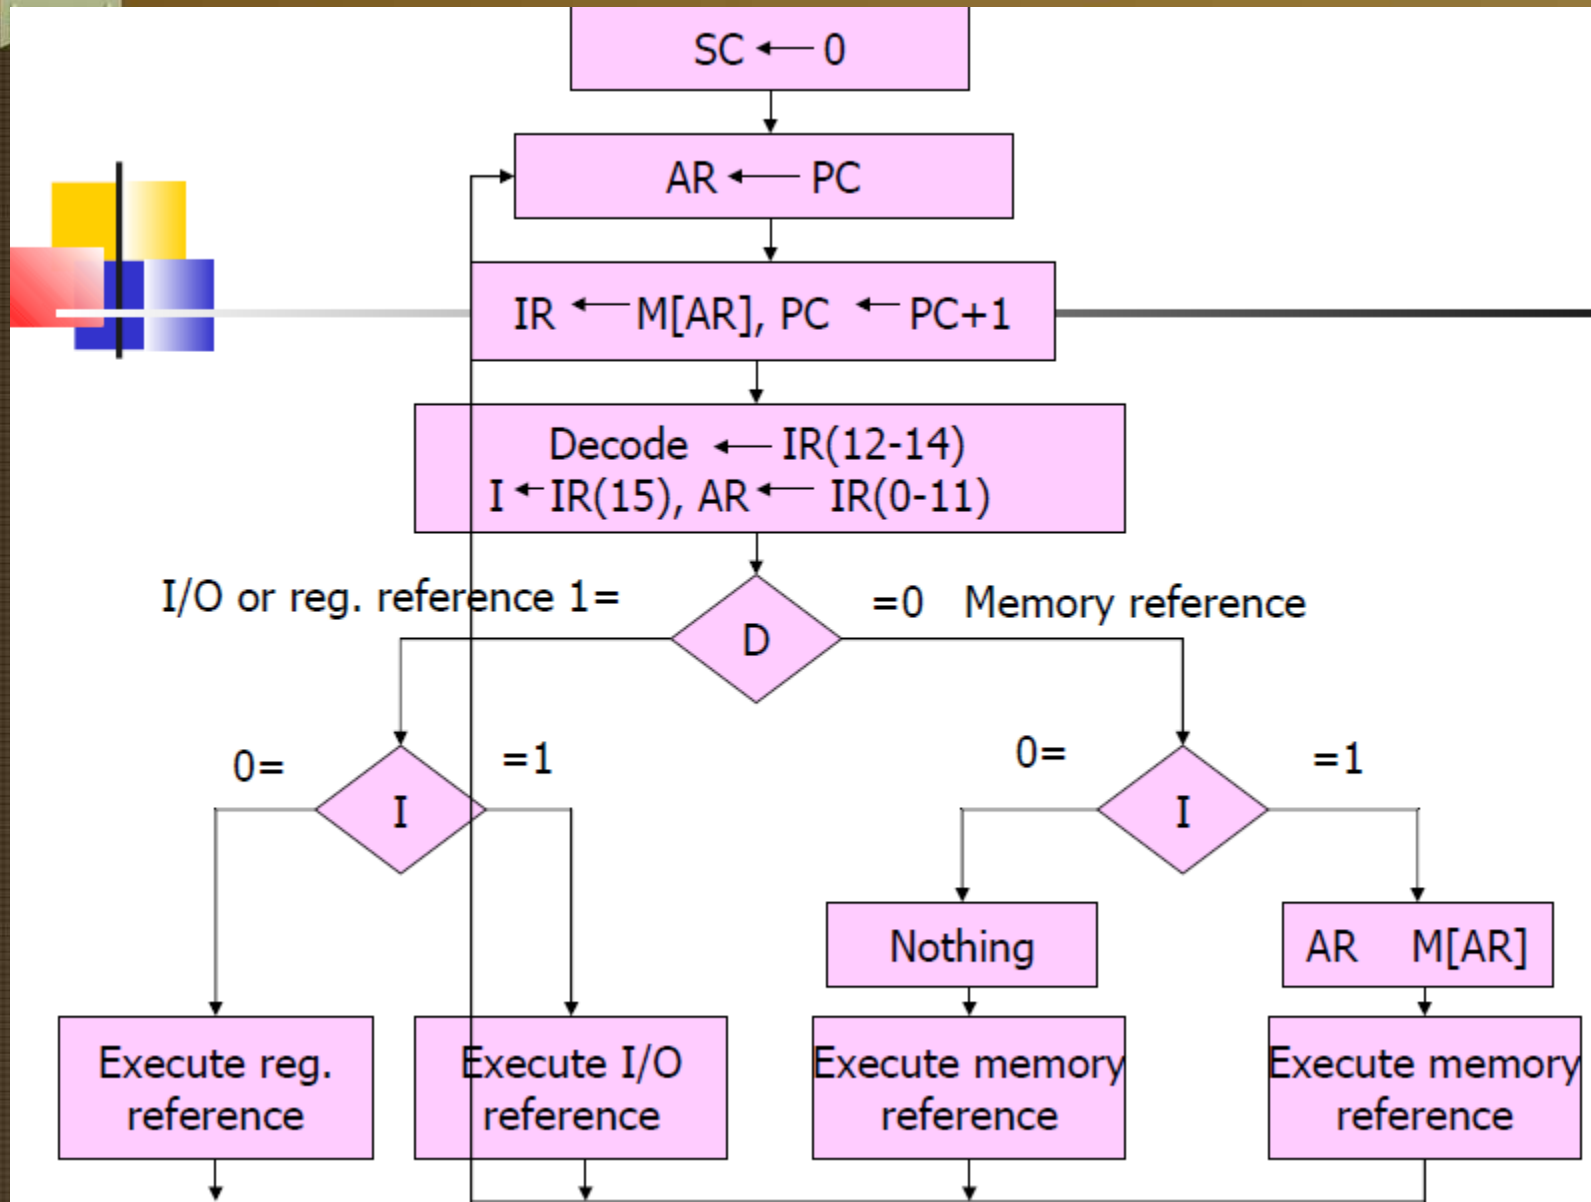 SC ← 0
AR ← PC
IR ← M[AR], PC ← PC+1
Decode ← IR(12-14)
I ← IR(15), AR ← IR(0-11)
I/O or reg. reference 1=
=0 Memory reference
D
0=
=1
0=
=1
I
I
Nothing
AR M[AR]
Execute reg.
reference
Execute I/O
reference
Execute memory
reference
Execute memory
reference